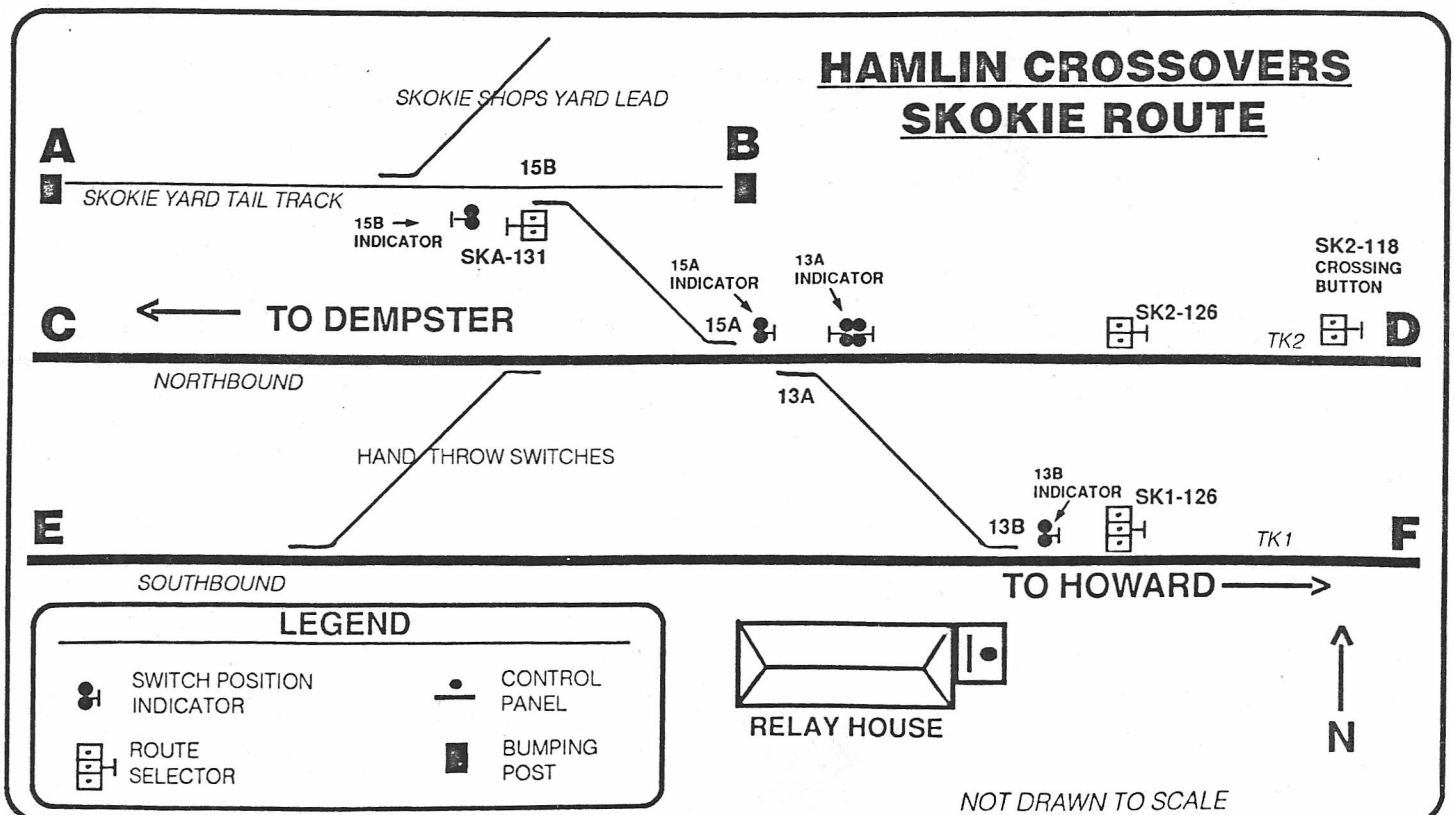 HAMLIN CROSSOVERS
SKOKIE ROUTE
SKOKIE SHOPS YARD LEAD
A
B
15B
SKOKIE YARD TAIL TRACK
15B
INDICATOR
SKA-131
15A
INDICATOR
13A
INDICATOR
SK2-118
CROSSING
BUTTON
C
TO DEMPSTER
15A
SK2-126
TK2
D
NORTHBOUND
13A
HAND THROW SWITCHES
13B
INDICATOR
SK1-126
E
13B
TK1
F
SOUTHBOUND
TO HOWARD
LEGEND
SWITCH POSITION
INDICATOR
CONTROL
PANEL
ROUTE
SELECTOR
BUMPING
POST
RELAY HOUSE
N
NOT DRAWN TO SCALE